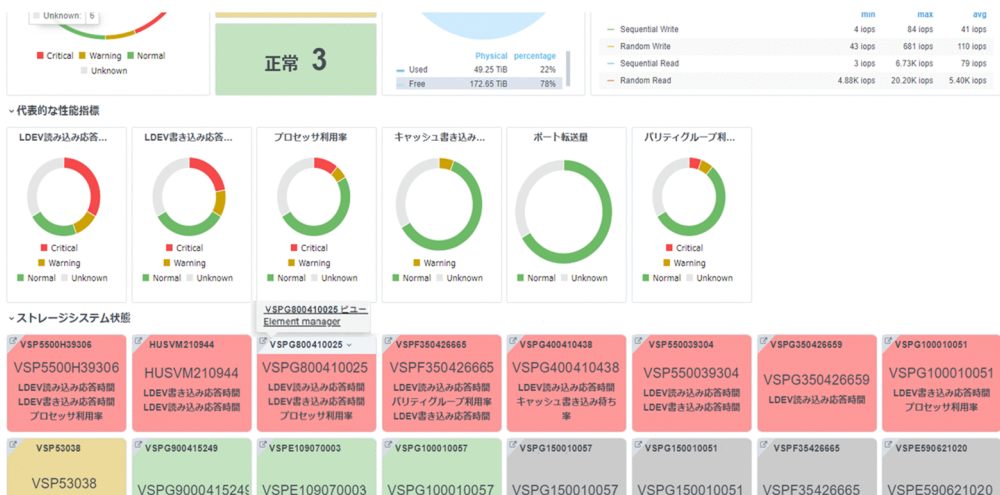 Unknown: 6
Critical Warning Normal
Unknown
正常 3
Physical percentage
Used 49.25 TiB 22%
Free 172.65 TiB 78%
min max avg
Sequential Write 4 iops 84 iops 41 iops
Random Write 43 iops 681 iops 110 iops
Sequential Read 3 iops 6.73K iops 79 iops
Random Read 4.88K iops 20.20K iops 5.40K iops
代表的な性能指標
LDEV読み込み応答...
Critical
Warning
Normal Unknown
LDEV書き込み応答...
Critical
Warning
Normal Unknown
プロセッサ利用率
Critical
Warning
Normal Unknown
キャッシュ書き込み...
Warning
Normal Unknown
ポート転送量
Normal Unknown
パリティグループ利...
Critical
Warning
Normal Unknown
VSPG800410025 ビュー
Element manager
ストレージシステム状態
VSP5500H39306
VSP5500H39306
LDEV読み込み応答時間
LDEV書き込み応答時間
プロセッサ利用率
HUSVM210944
HUSVM210944
LDEV書き込み応答時間
LDEV読み込み応答時間
VSPG800410025
VSPG800410025
LDEV読み込み応答時間
LDEV書き込み応答時間
プロセッサ利用率
VSPF350426665
VSPF350426665
LDEV読み込み応答時間
パリティグループ利用率
LDEV書き込み応答時間
VSPG400410438
VSPG400410438
LDEV読み込み応答時間
キャッシュ書き込み待ち
率
VSP550039304
VSP550039304
LDEV読み込み応答時間
LDEV書き込み応答時間
VSPG350426659
VSPG350426659
LDEV読み込み応答時間
VSPG100010051
VSPG100010051
LDEV書き込み応答時間
プロセッサ利用率
VSP53038
VSP53038
VSPG900415249
VSPG9000415249
VSPE109070003
VSPE109070003
VSPG100010057
VSPG100010057
VSPG150010057
VSPG150010057
VSPG150010051
VSPG150010051
VSPF35426665
VSPF35426665
VSPE590621020
VSPE590621020